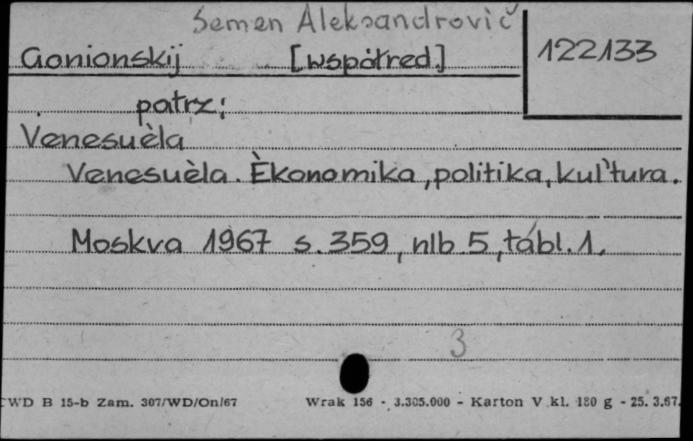 Semen Aleksandrovič
Gonionskij [współred.] 122133
patrz:
Venesuèla
Venesuèla. Èkonomika, politika, kul'tura.
Moskva 1967 s. 359, nlb. 5, tabl. 1.
3
WD B 15-b Zam. 307/WD/On/67 Wrak 156 - 3.305.000 - Karton V kl. 180 g - 25. 3.67.